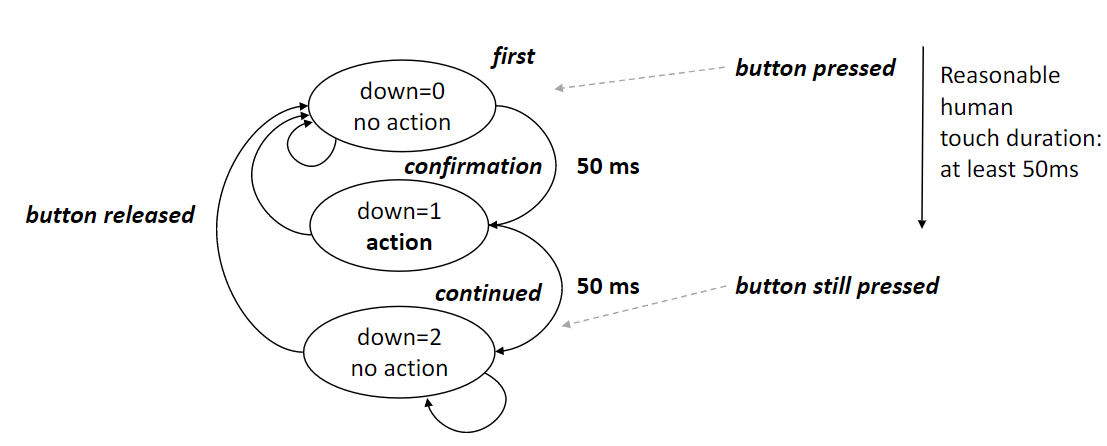 first
down=0
no action
button pressed
Reasonable
human
touch duration:
at least 50ms
confirmation
50 ms
button released
down=1
action
continued
50 ms
button still pressed
down=2
no action